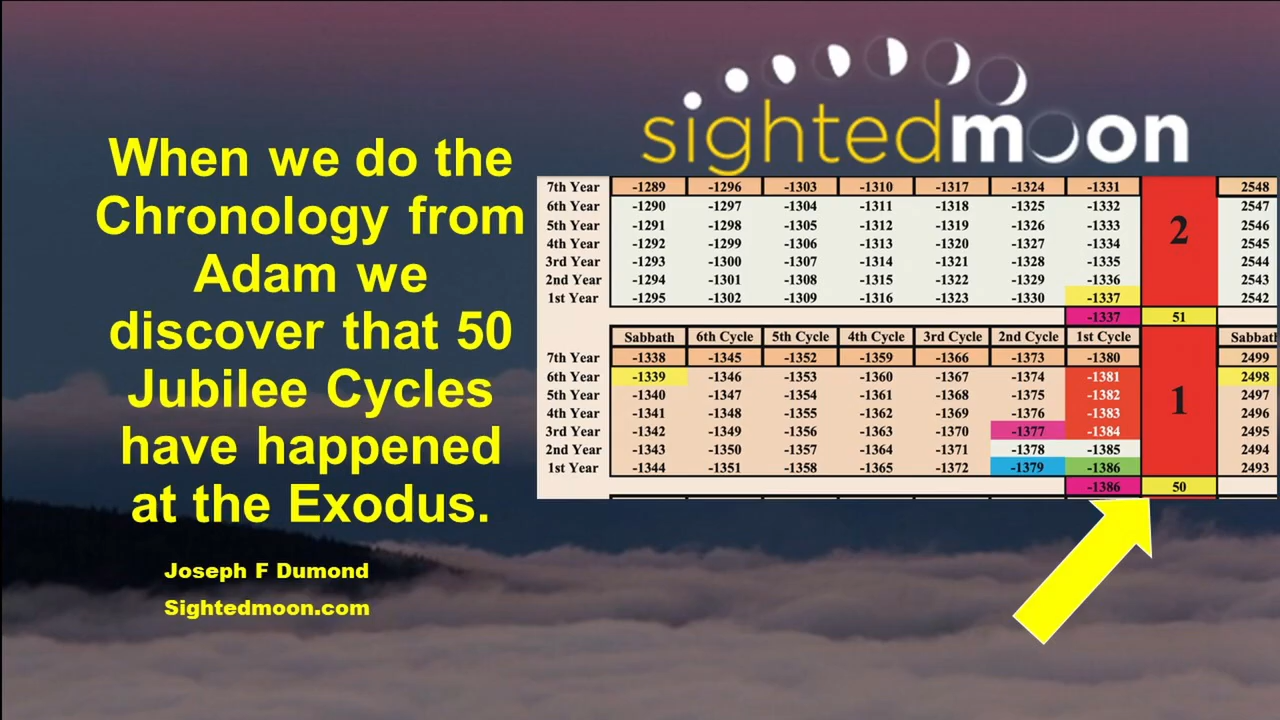 When we do the
Chronology from
Adam we
discover that 50
Jubilee Cycles
have happened
at the Exodus.
Joseph F Dumond
Sightedmoon.com
sightedmoon
7th Year -1289 -1296 -1303 -1310 -1317 -1324 -1331 2548
6th Year -1290 -1297 -1304 -1311 -1318 -1325 -1332 2547
5th Year -1291 -1298 -1305 -1312 -1319 -1326 -1333 2 2546
4th Year -1292 -1299 -1306 -1313 -1320 -1327 -1334 2545
3rd Year -1293 -1300 -1307 -1314 -1321 -1328 -1335 2544
2nd Year -1294 -1301 -1308 -1315 -1322 -1329 -1336 2543
1st Year -1295 -1302 -1309 -1316 -1323 -1330 -1337 2542
-1337 51
Sabbath 6th Cycle 5th Cycle 4th Cycle 3rd Cycle 2nd Cycle 1st Cycle Sabbath
7th Year -1338 -1345 -1352 -1359 -1366 -1373 -1380 2499
6th Year -1339 -1346 -1353 -1360 -1367 -1374 -1381 2498
5th Year -1340 -1347 -1354 -1361 -1368 -1375 -1382 1 2497
4th Year -1341 -1348 -1355 -1362 -1369 -1376 -1383 2496
3rd Year -1342 -1349 -1356 -1363 -1370 -1377 -1384 2495
2nd Year -1343 -1350 -1357 -1364 -1371 -1378 -1385 2494
1st Year -1344 -1351 -1358 -1365 -1372 -1379 -1386 2493
-1386 50